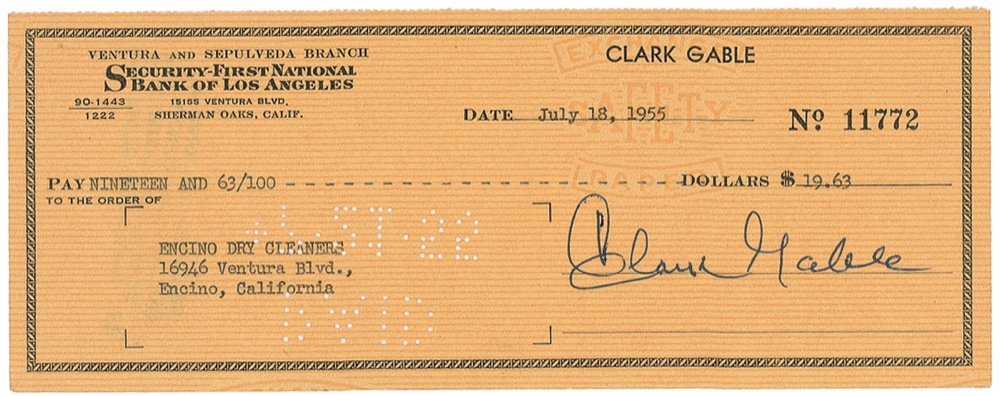 VENTURA AND SEPULVEDA BRANCH
SECURITY-FIRST NATIONAL
BANK OF LOS ANGELES
90-1443
1222
15155 VENTURA BLVD.
SHERMAN OAKS, CALIF.
CLARK GABLE
DATE July 18, 1955
Nº 11772
PAY NINETEEN AND 63/100 - - - - - - - - - - - - - - - - - - - - - - - - - - - DOLLARS $ 19.63
TO THE ORDER OF
ENCINO DRY CLEANERS
16946 Ventura Blvd.,
Encino, California
Clark Gable
SAFETY